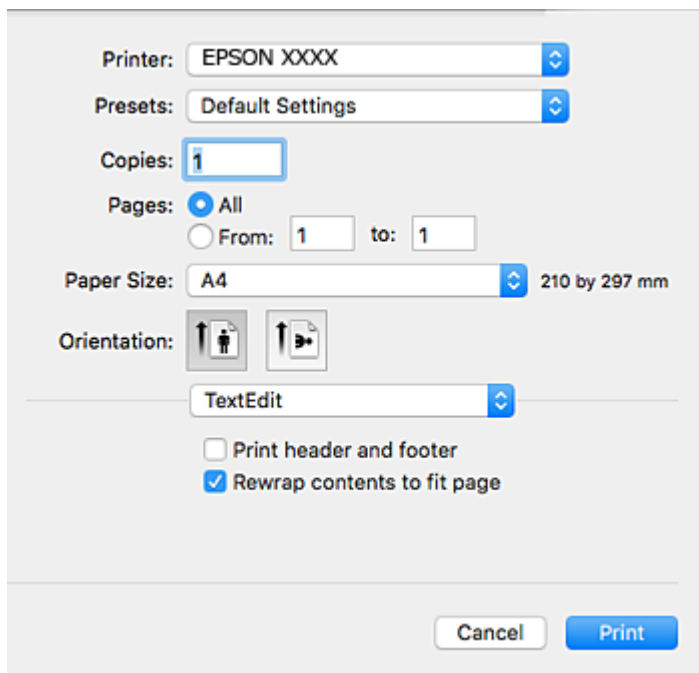 Printer: EPSON XXXX
Presets: Default Settings
Copies: 1
Pages: All
From: 1 to: 1
Paper Size: A4 210 by 297 mm
Orientation:
TextEdit
Print header and footer
Rewrap contents to fit page
Cancel Print